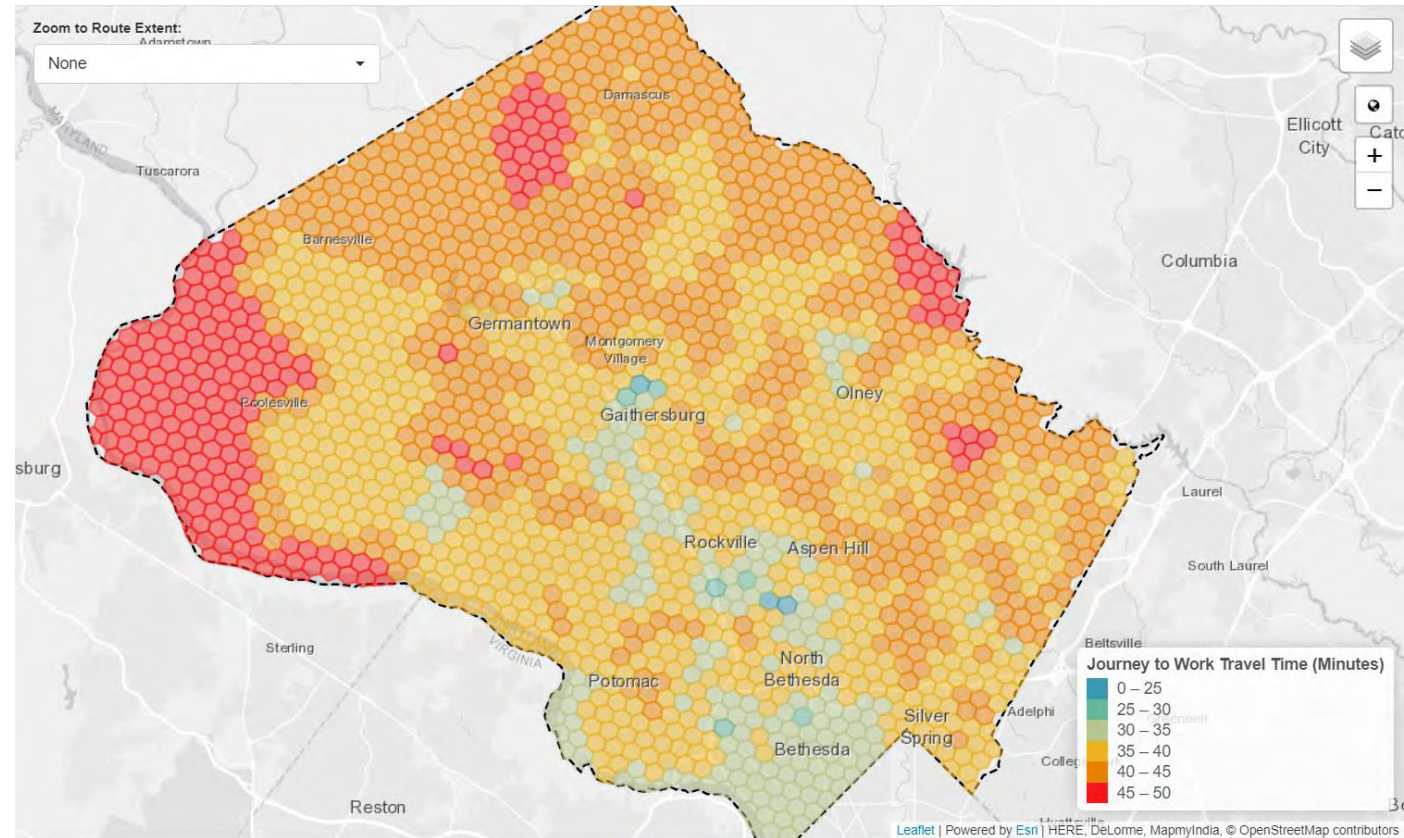 Zoom to Route Extent:
Adamstown
None
Damascus
Ellicott
City
MARYLAND
+
−
Tuscarora
Barnesville
Columbia
Germantown
Montgomery
Village
Olney
Poolesville
Gaithersburg
sburg
Laurel
Rockville
Aspen Hill
South Laurel
Sterling
VIRGINIA
Beltsville
North
Bethesda
Potomac
Silver
Spring
Adelphi
Bethesda
Reston
Journey to Work Travel Time (Minutes)
0 – 25
25 – 30
30 – 35
35 – 40
40 – 45
45 – 50
Leaflet | Powered by Esri | HERE, DeLorme, MapmyIndia, © OpenStreetMap contributors